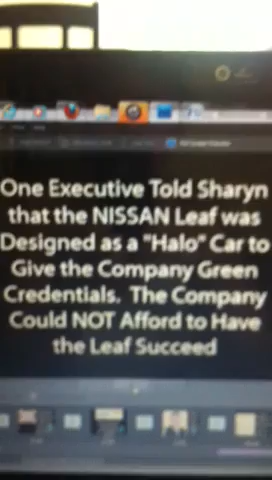 One Executive Told Sharyn
that the NISSAN Leaf was
Designed as a "Halo" Car to
Give the Company Green
Credentials. The Company
Could NOT Afford to Have
the Leaf Succeed